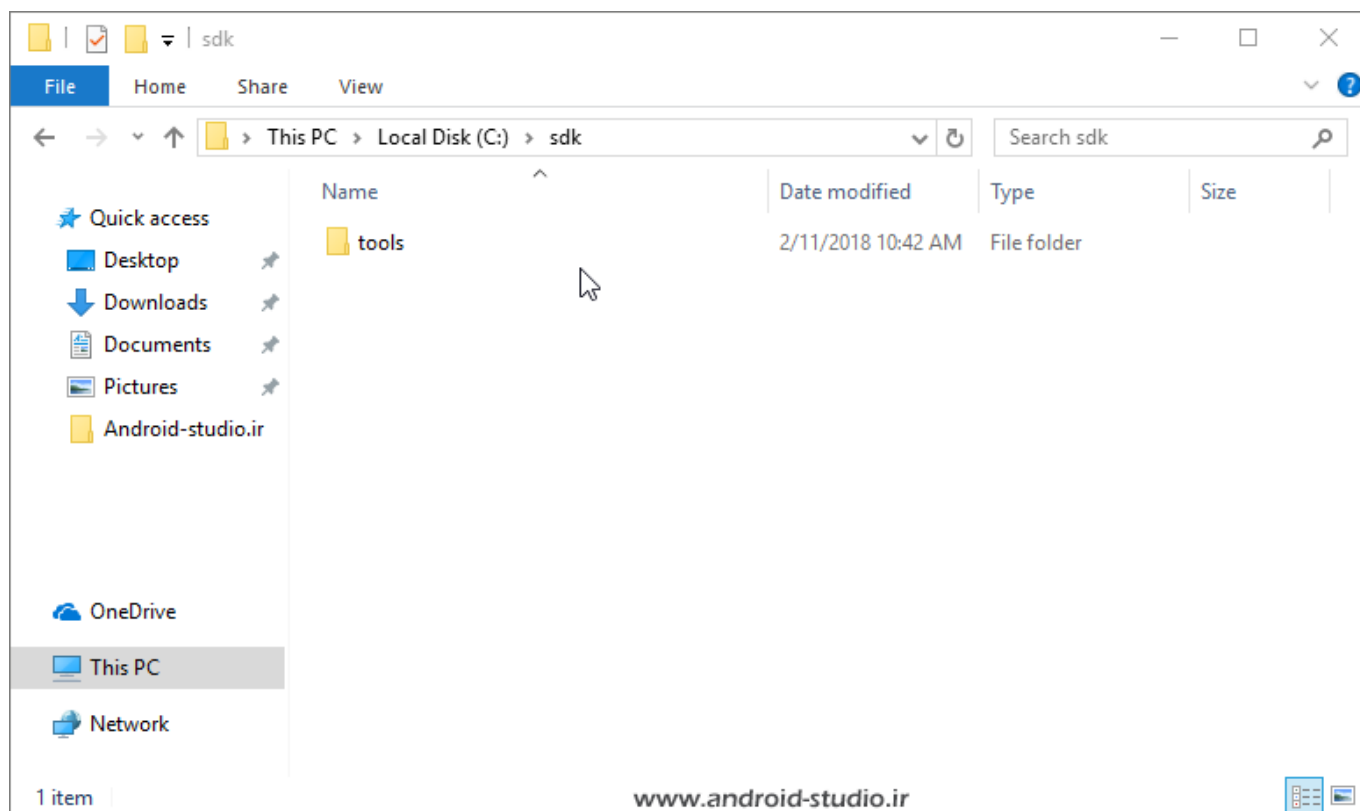 sdk
File Home Share View
This PC Local Disk (C:) sdk Search sdk
Name Date modified Type Size
tools 2/11/2018 10:42 AM File folder
Quick access
Desktop
Downloads
Documents
Pictures
Android-studio.ir
OneDrive
This PC
Network
1 item www.android-studio.ir